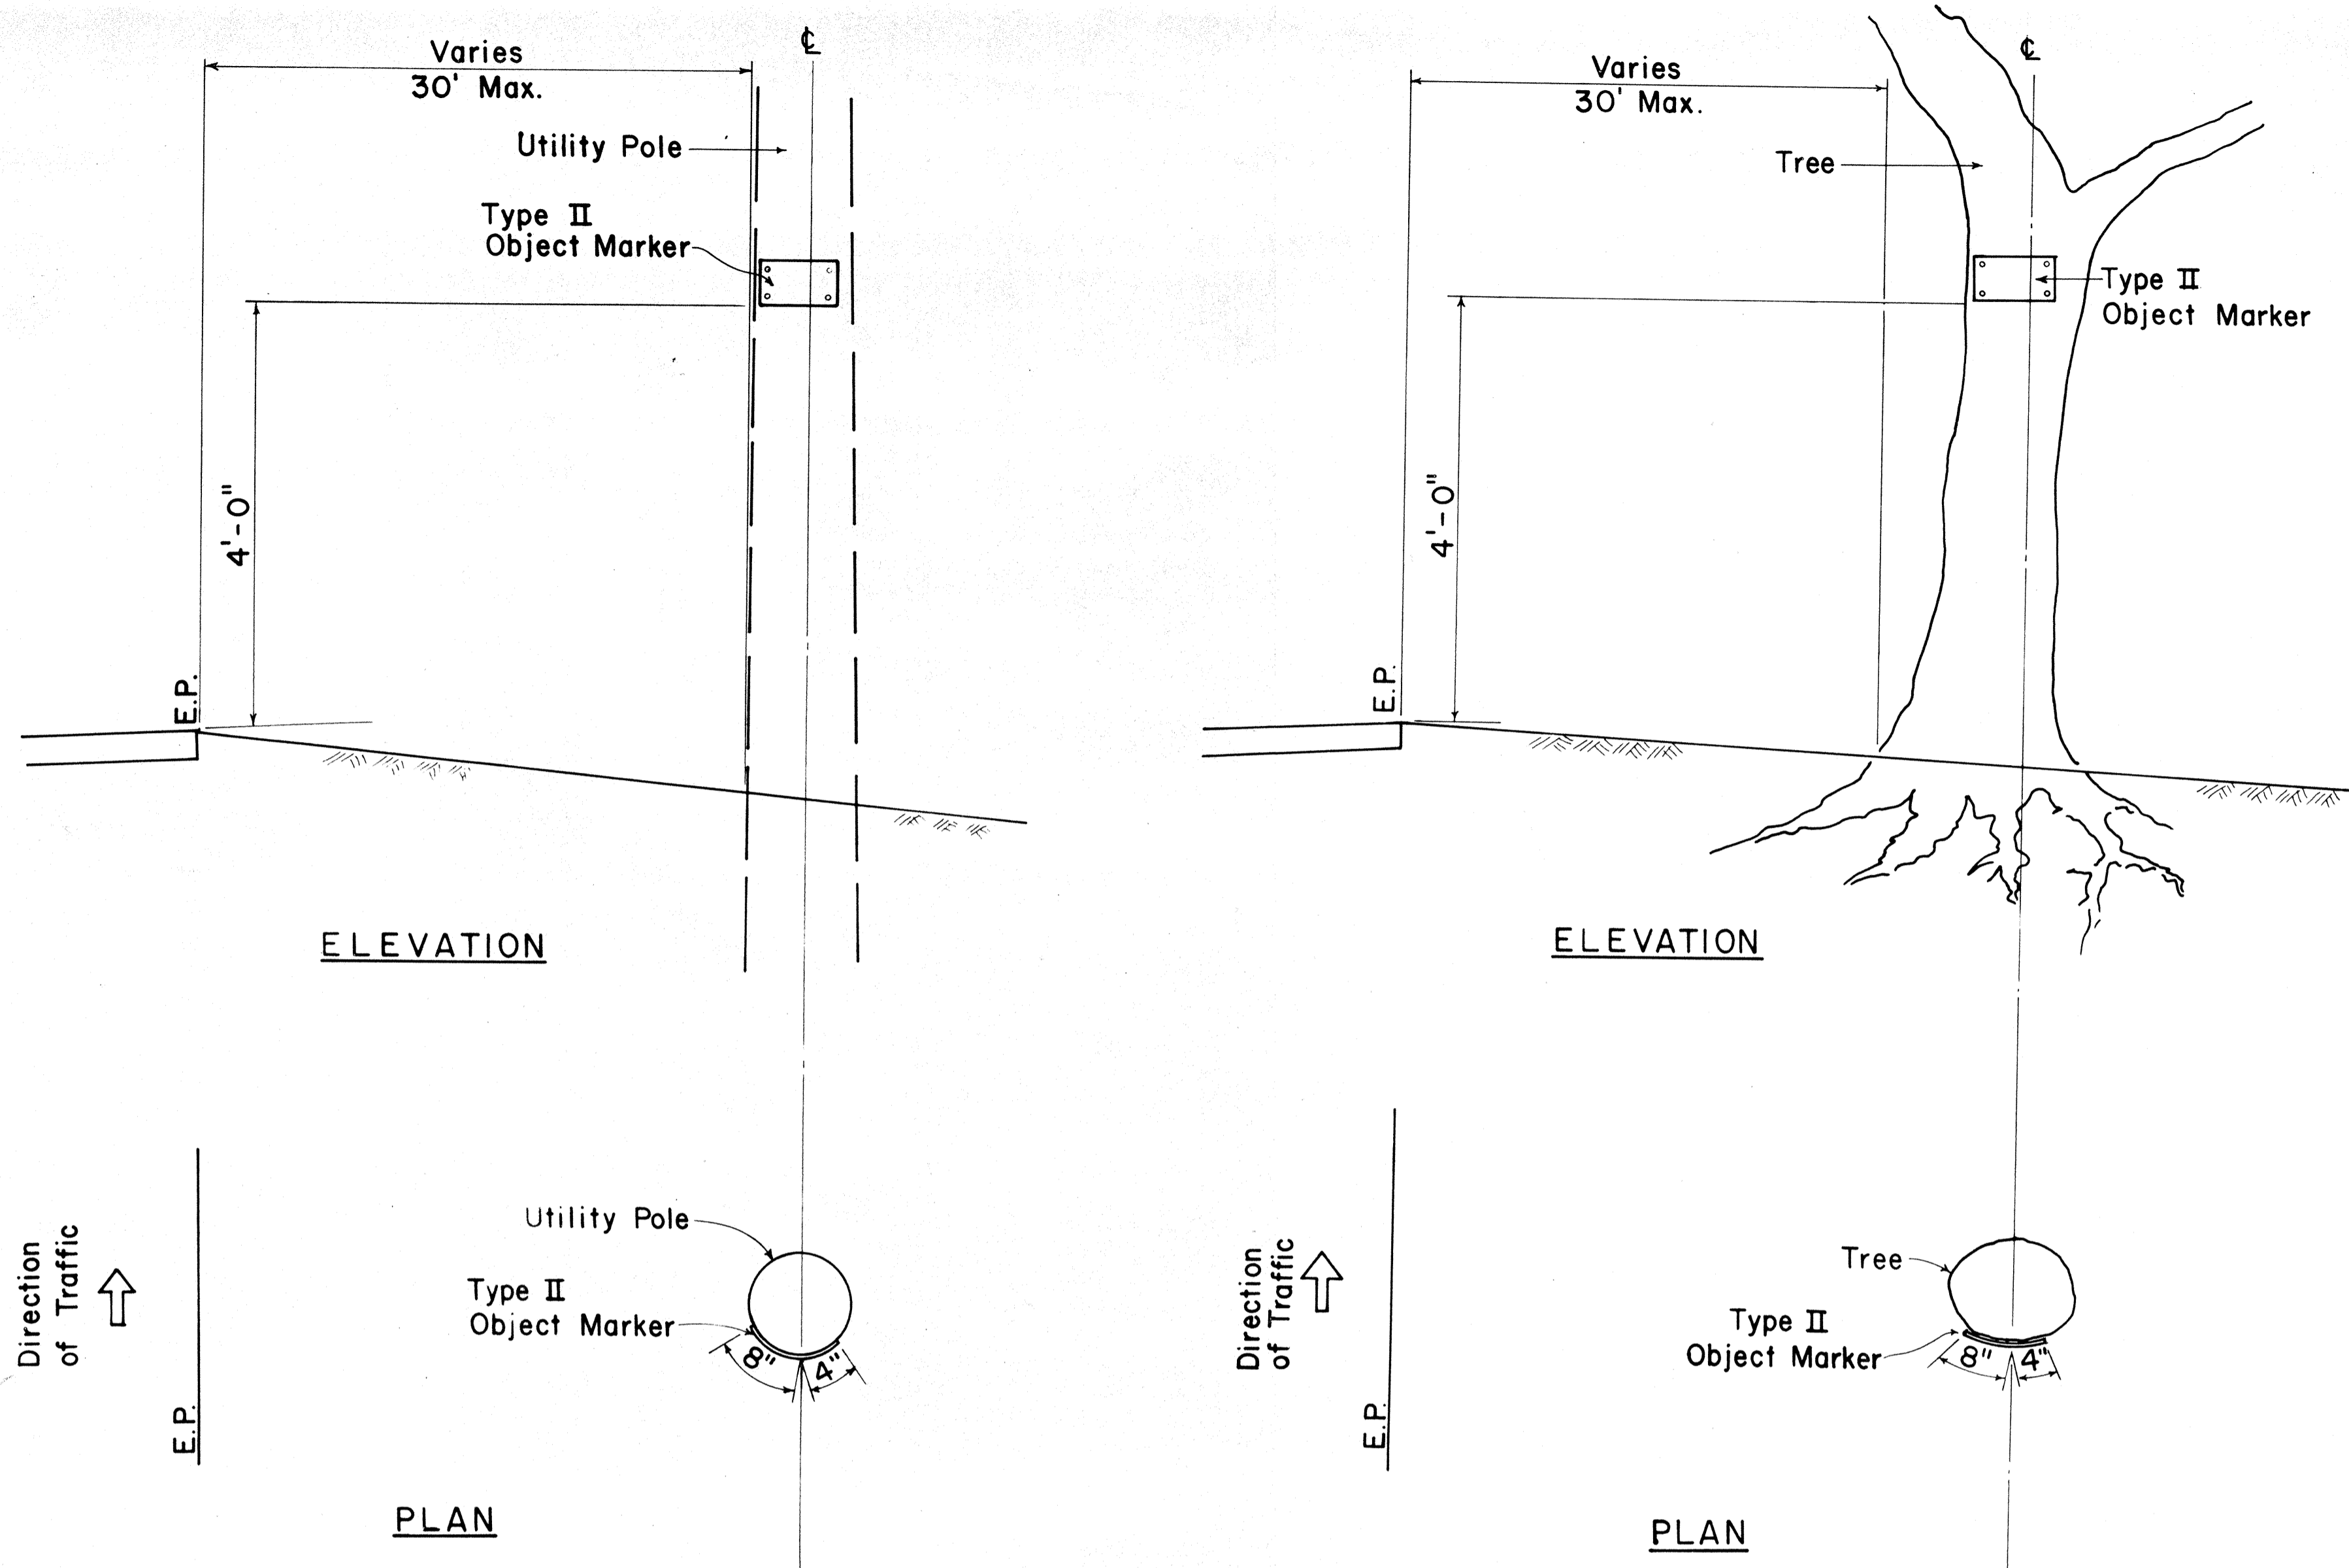 ℄
Varies
30' Max.
Utility Pole
Type II
Object Marker
4'-0"
E.P.
ELEVATION
Utility Pole
Type II
Object Marker
8"
4"
Direction
of Traffic
E.P.
PLAN
℄
Varies
30' Max.
Tree
Type II
Object Marker
4'-0"
E.P.
ELEVATION
Tree
Type II
Object Marker
8"
4"
Direction
of Traffic
E.P.
PLAN